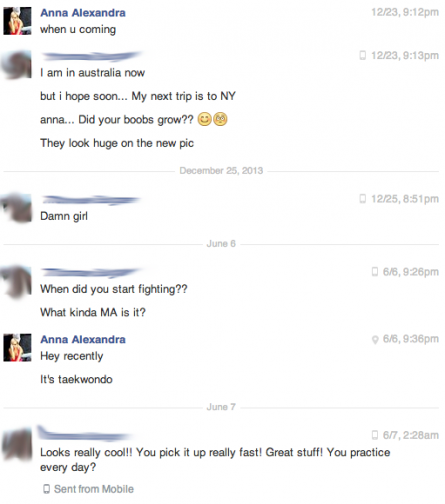 Anna Alexandra 12/23, 9:12pm
when u coming
12/23, 9:13pm
I am in australia now
but i hope soon... My next trip is to NY
anna... Did your boobs grow?? 😊😁
They look huge on the new pic
December 25, 2013
12/25, 8:51pm
Damn girl
June 6
6/6, 9:26pm
When did you start fighting??
What kinda MA is it?
Anna Alexandra 6/6, 9:36pm
Hey recently
It's taekwondo
June 7
6/7, 2:28am
Looks really cool!! You pick it up really fast! Great stuff! You practice
every day?
Sent from Mobile